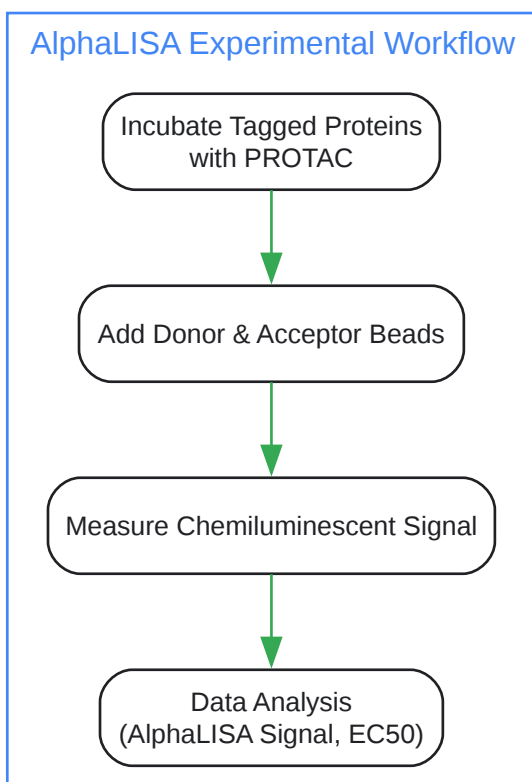 AlphaLISA Experimental Workflow
Incubate Tagged Proteins
with PROTAC
Add Donor & Acceptor Beads
Measure Chemiluminescent Signal
Data Analysis
(AlphaLISA Signal, EC50)